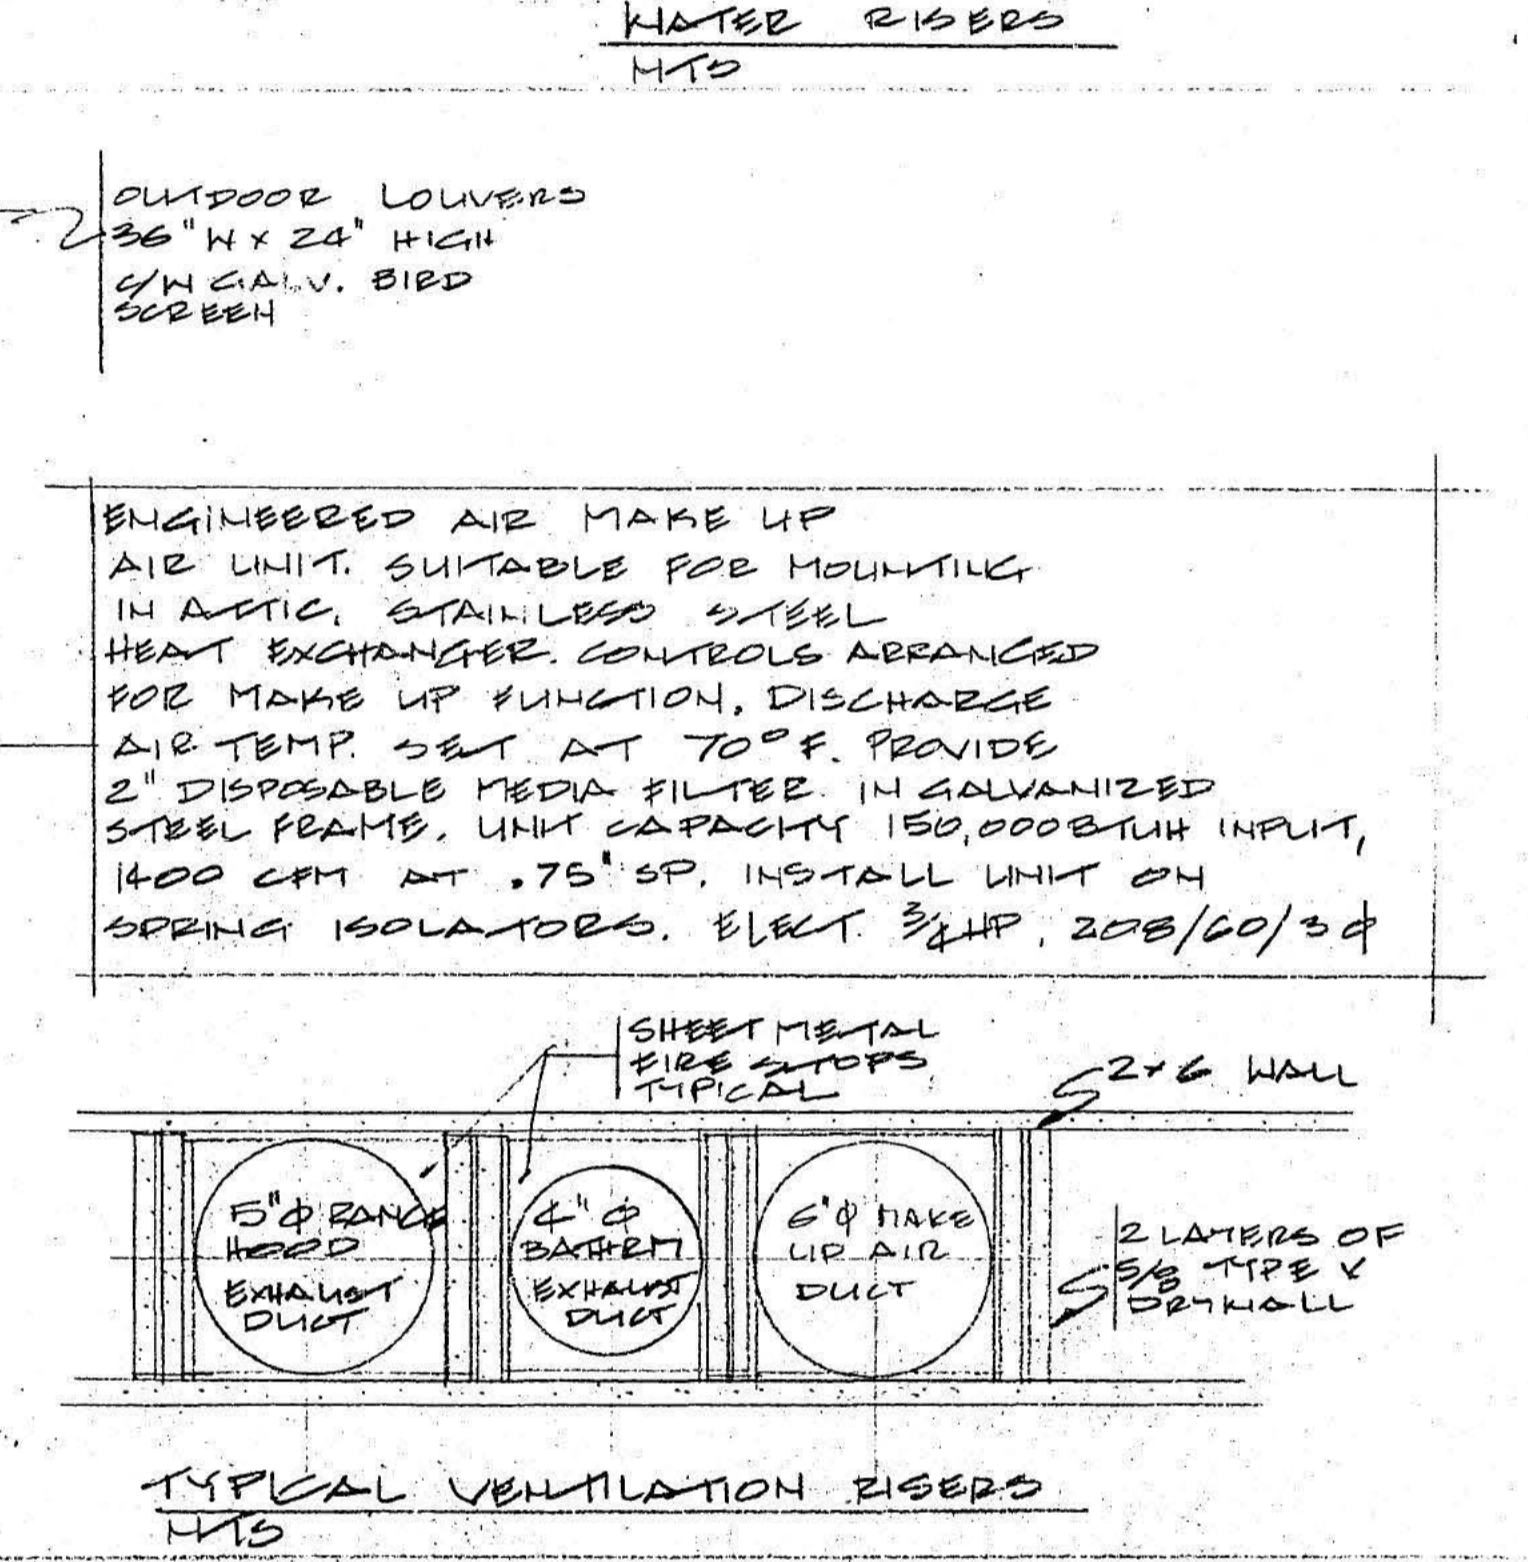 WATER RISERS
NTS
OUTDOOR LOUVERS
36" W x 24" HIGH
C/W GALV. BIRD
SCREEN
ENGINEERED AIR MAKE UP
AIR UNIT. SUITABLE FOR MOUNTING
IN ATTIC. STAINLESS STEEL
HEAT EXCHANGER. CONTROLS ARRANGED
FOR MAKE UP FUNCTION. DISCHARGE
AIR TEMP. SET AT 70°F. PROVIDE
2" DISPOSABLE MEDIA FILTER IN GALVANIZED
STEEL FRAME. UNIT CAPACITY 150,000 BTUH INPUT,
1400 CFM AT .75" SP. INSTALL UNIT ON
SPRING ISOLATORS. ELECT. 3/4 HP, 208/60/3 φ
SHEET METAL
FIRE STOPS
TYPICAL
2x6 WALL
5"φ RANGE
HOOD
EXHAUST
DUCT
4" φ
BATHRM
EXHAUST
DUCT
6"φ MAKE
UP AIR
DUCT
2 LAYERS OF
5/8 TYPE X
DRYWALL
TYPICAL VENTILATION RISERS
NTS